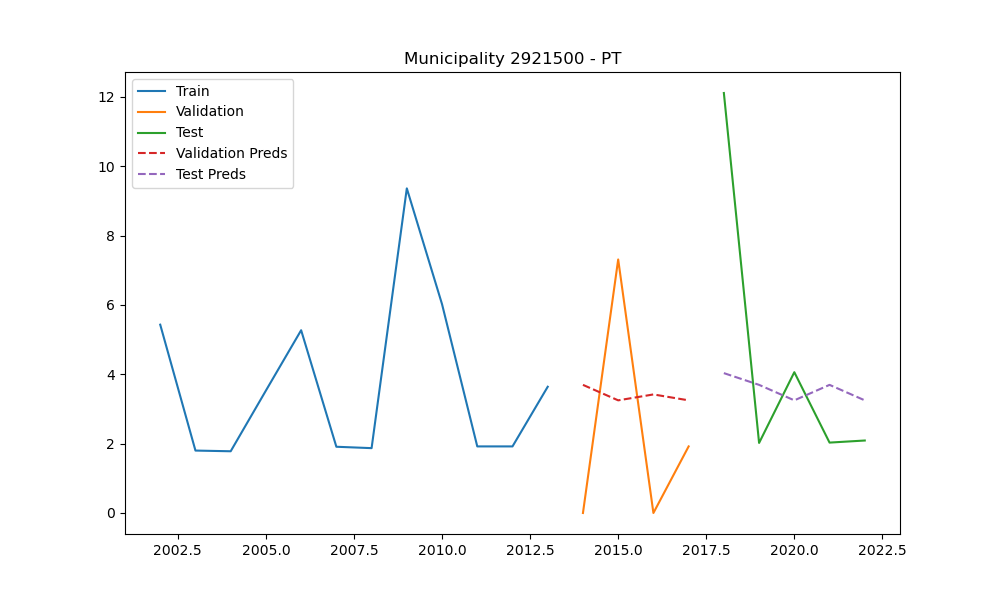 Municipality 2921500 - PT
Train
Validation
Test
Validation Preds
Test Preds
12
10
8
6
4
2
0
2002.5 2005.0 2007.5 2010.0 2012.5 2015.0 2017.5 2020.0 2022.5